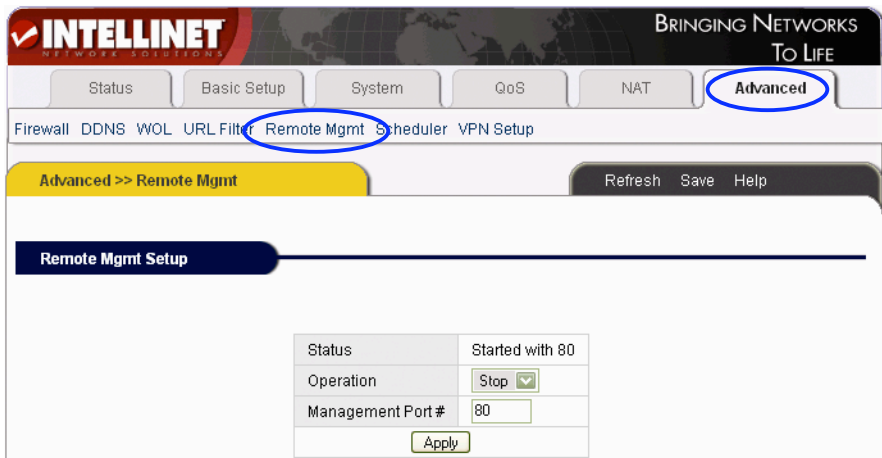 INTELLINET
NETWORK SOLUTIONS
BRINGING NETWORKS
TO LIFE
Status Basic Setup System QoS NAT Advanced
Firewall DDNS WOL URL Filter Remote Mgmt Scheduler VPN Setup
Advanced >> Remote Mgmt
Refresh Save Help
Remote Mgmt Setup
Status Started with 80
Operation Stop
Management Port # 80
Apply